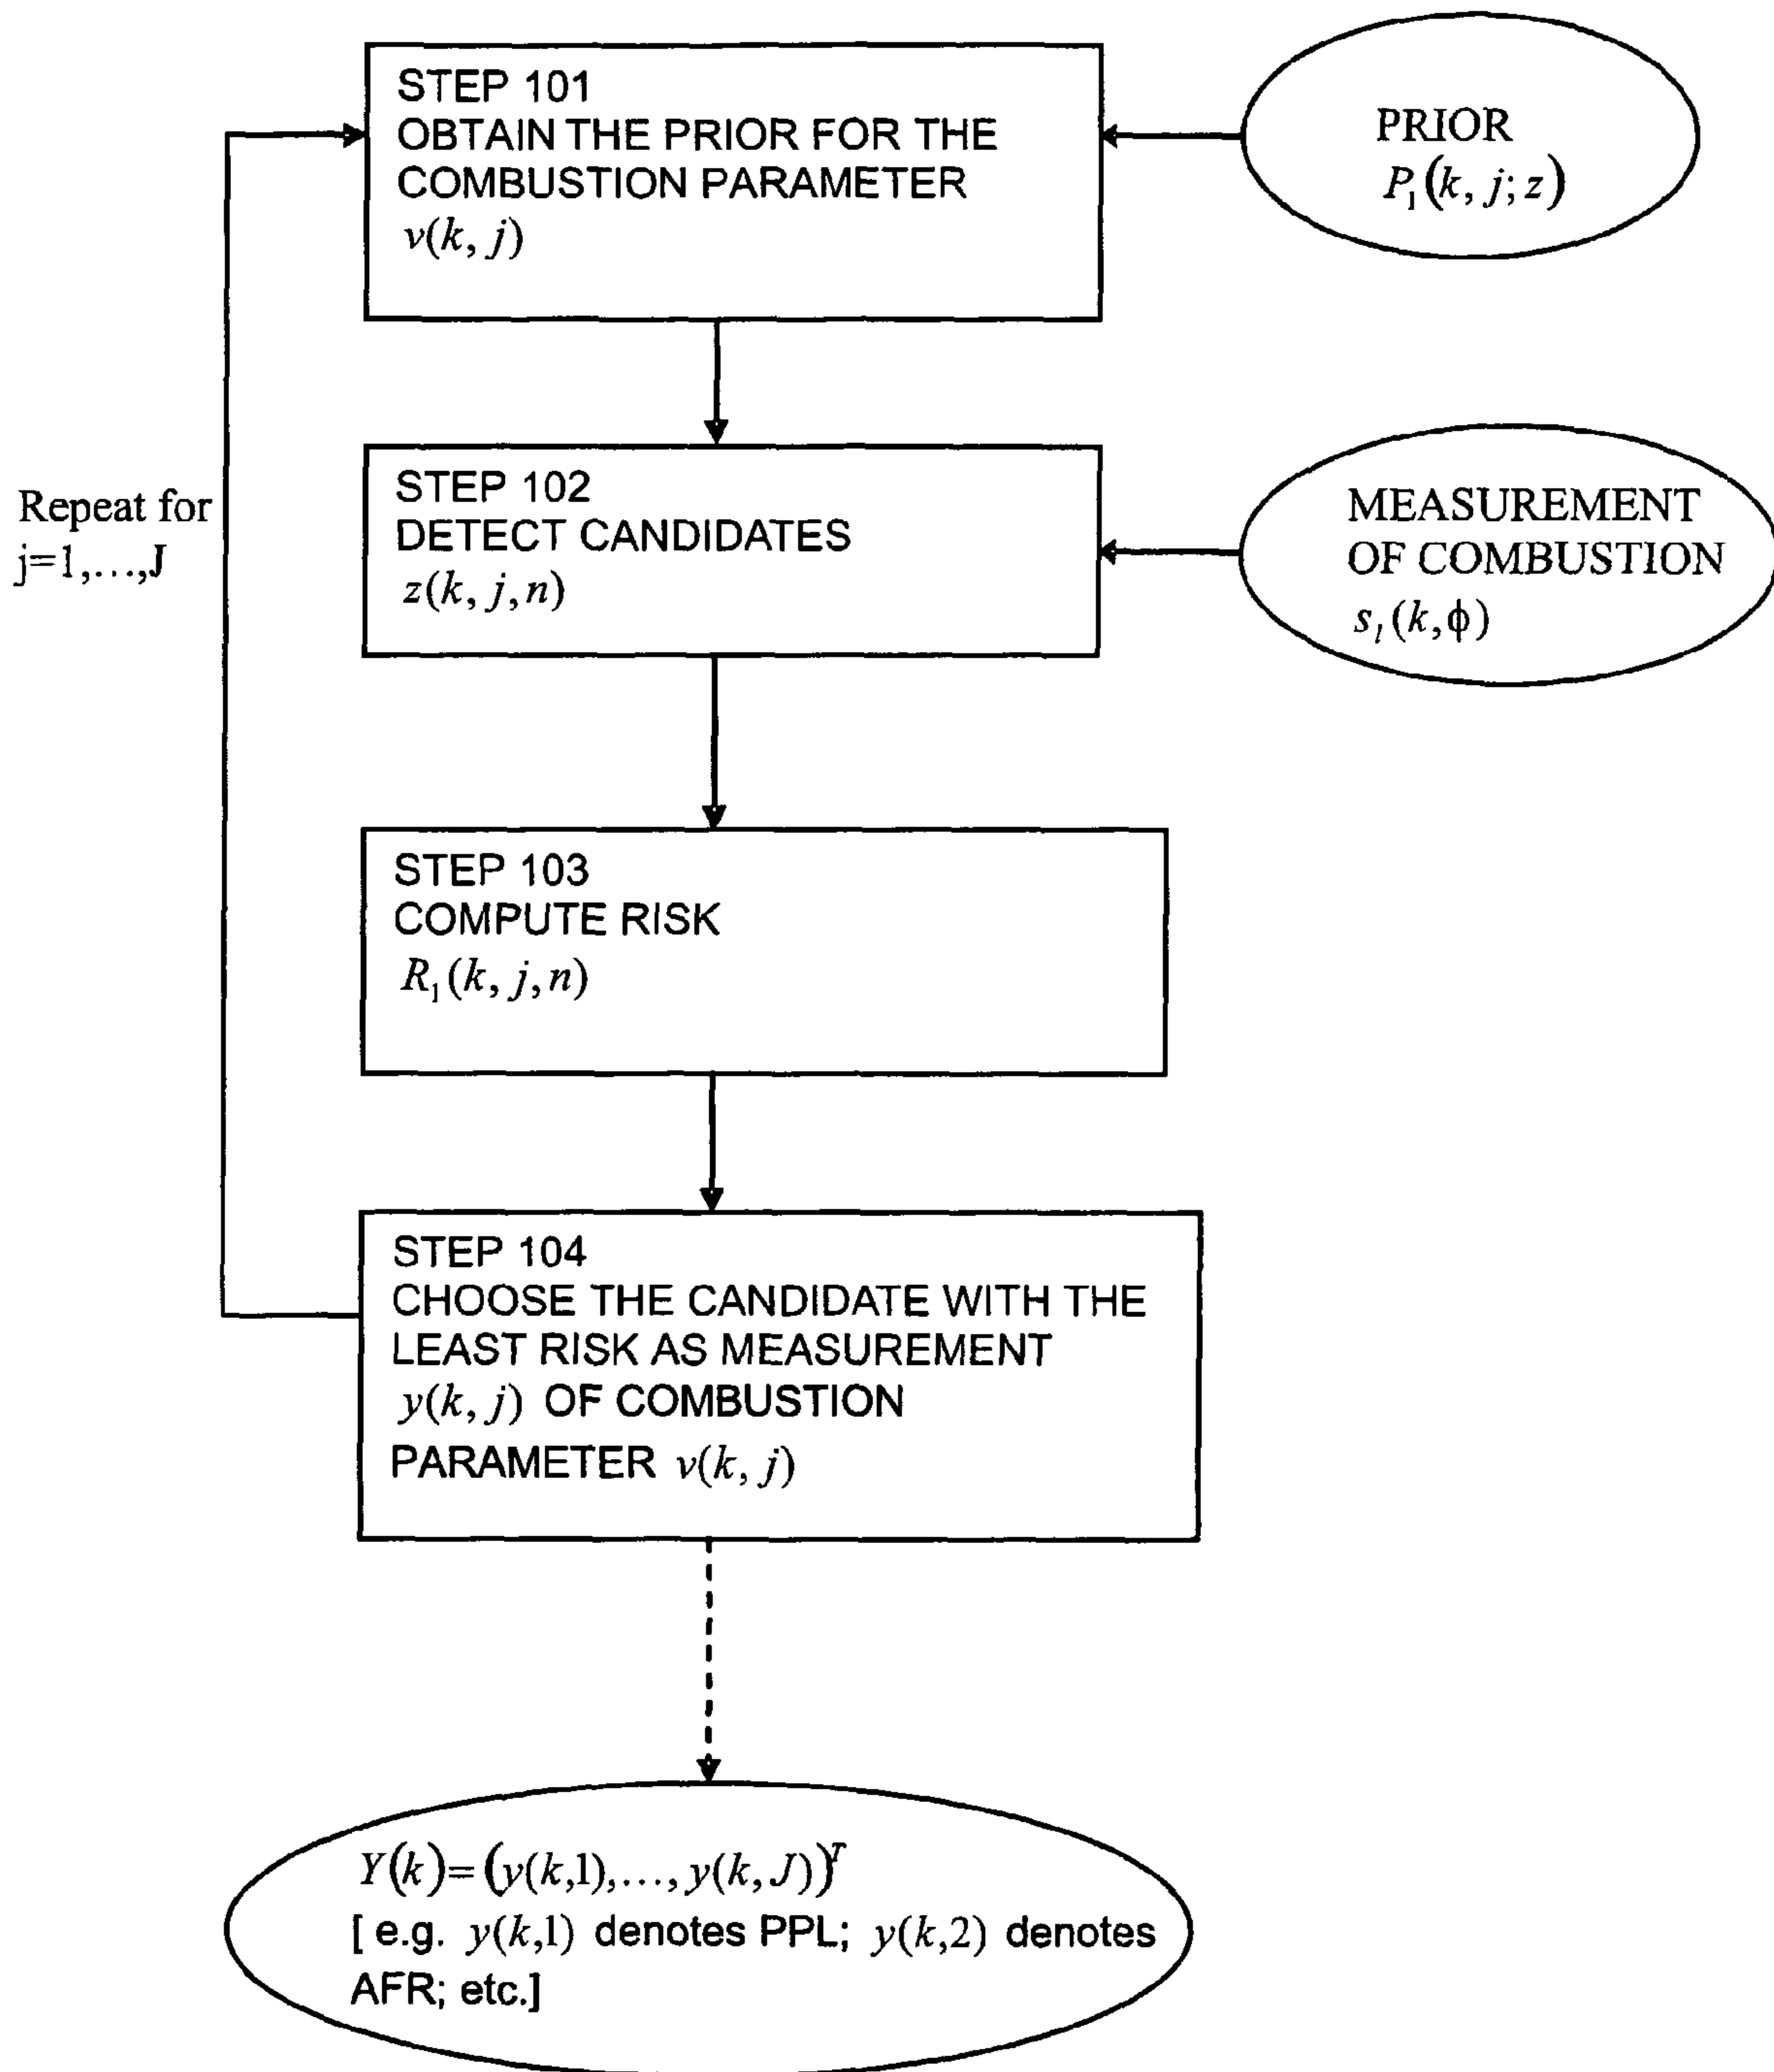 STEP 101
OBTAIN THE PRIOR FOR THE
COMBUSTION PARAMETER
v(k, j)
PRIOR
P₁(k, j; z)
Repeat for
j=1,...,J
STEP 102
DETECT CANDIDATES
z(k, j,n)
MEASUREMENT
OF COMBUSTION
s_l(k,ϕ)
STEP 103
COMPUTE RISK
R₁(k, j,n)
STEP 104
CHOOSE THE CANDIDATE WITH THE
LEAST RISK AS MEASUREMENT
y(k, j) OF COMBUSTION
PARAMETER v(k, j)
Y(k)=(y(k,1),..., y(k,J))ᵀ
[ e.g. y(k,1) denotes PPL; y(k,2) denotes
AFR; etc.]